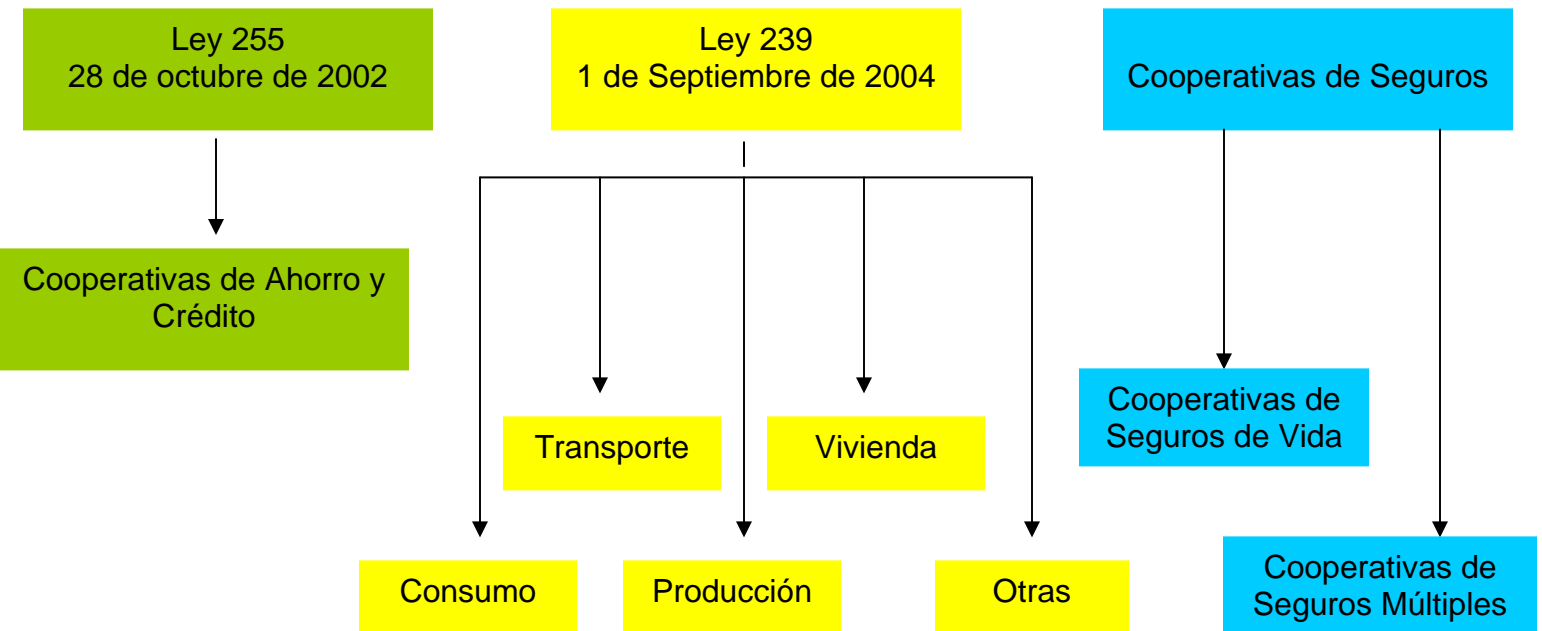 Ley 255
28 de octubre de 2002
Ley 239
1 de Septiembre de 2004
Cooperativas de Seguros
Cooperativas de Ahorro y
Crédito
Transporte
Vivienda
Cooperativas de
Seguros de Vida
Consumo
Producción
Otras
Cooperativas de
Seguros Múltiples